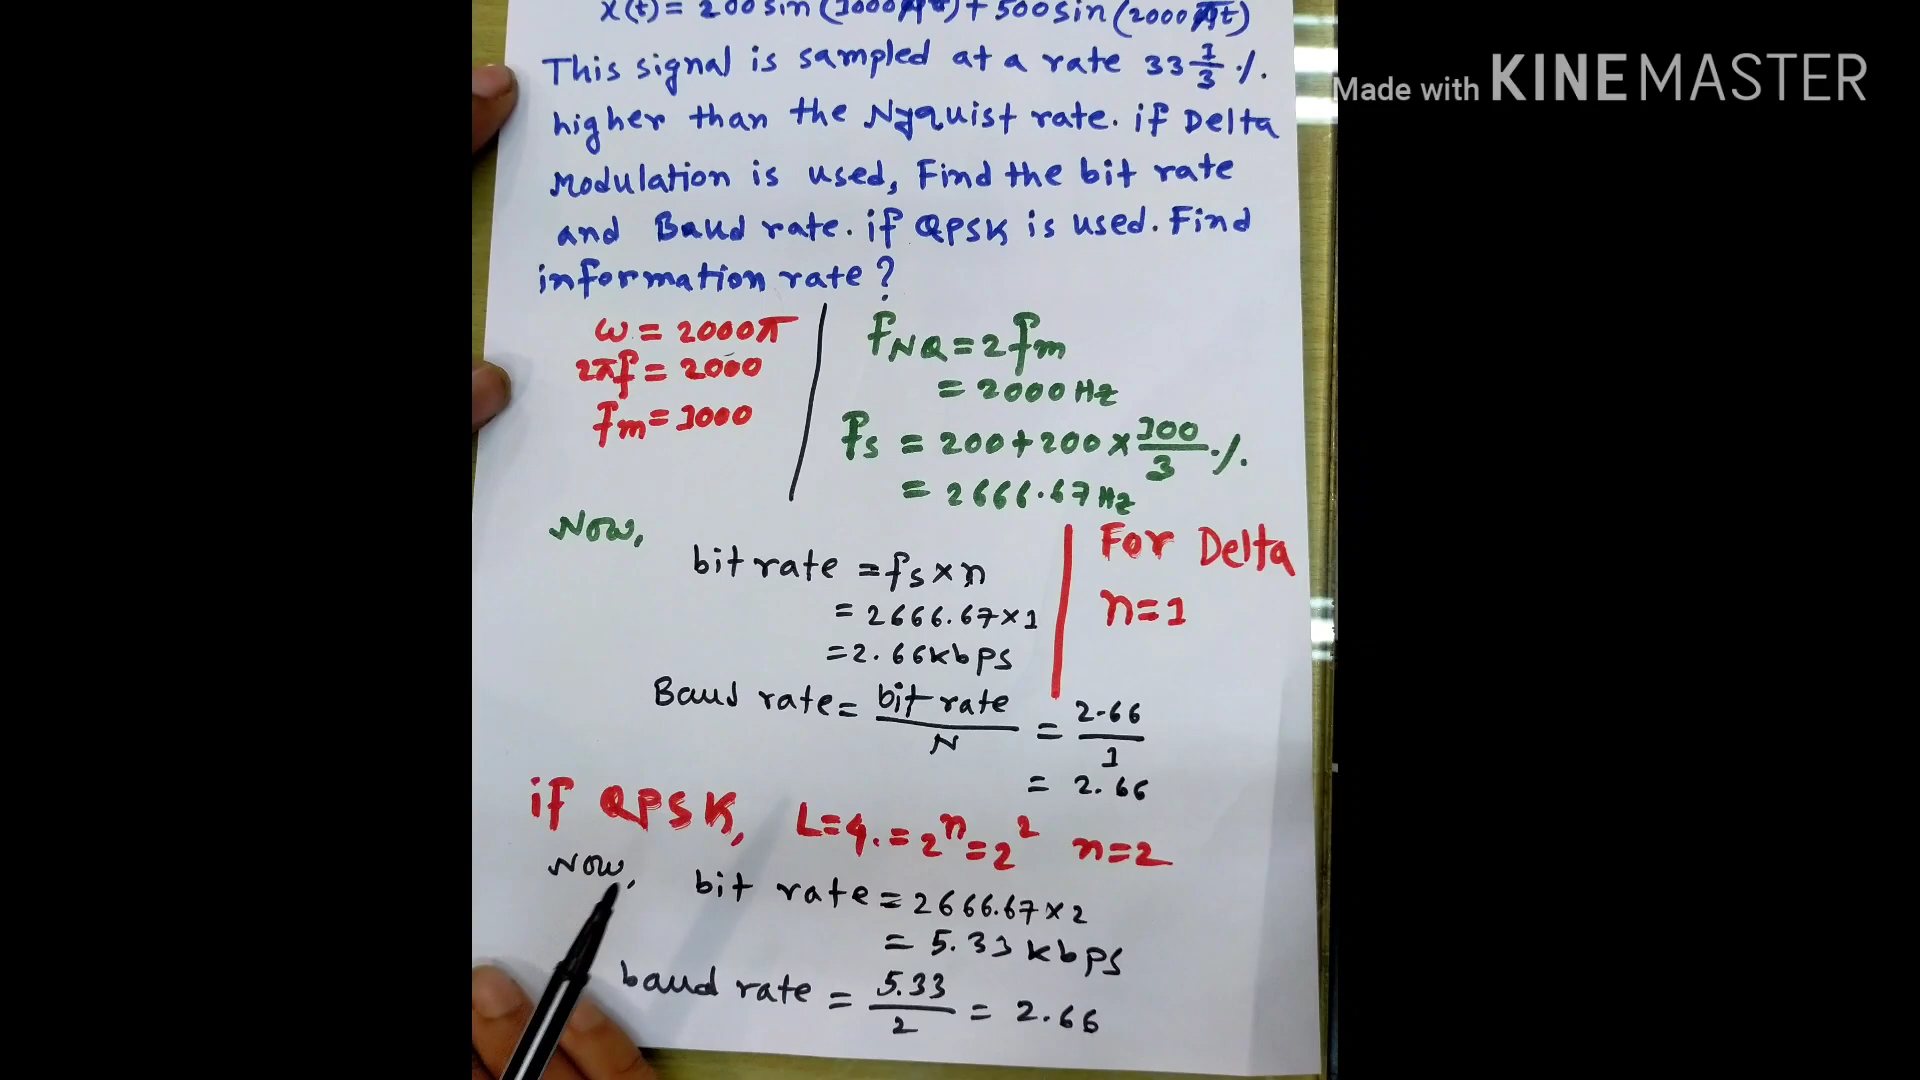 x(t) = 200 sin (1000πt) + 500 sin (2000πt)
This signal is sampled at a rate 33 1/3 %.
higher than the Nyquist rate. if Delta
Modulation is used, Find the bit rate
and Baud rate. if QPSK is used. Find
information rate ?
ω = 2000π
2πf = 2000
fm = 1000
fNQ = 2fm
= 2000 Hz
fs = 200 + 200 × 100/3 %.
= 2666.67 Hz
Now,
bit rate = fs × n
= 2666.67 × 1
= 2.66 kbps
For Delta
n = 1
Baud rate = bit rate / N = 2.66 / 1
= 2.66
if QPSK, L = 4. = 2^n = 2^2 n = 2
Now, bit rate = 2666.67 × 2
= 5.33 kbps
baud rate = 5.33 / 2 = 2.66
Made with KINEMASTER